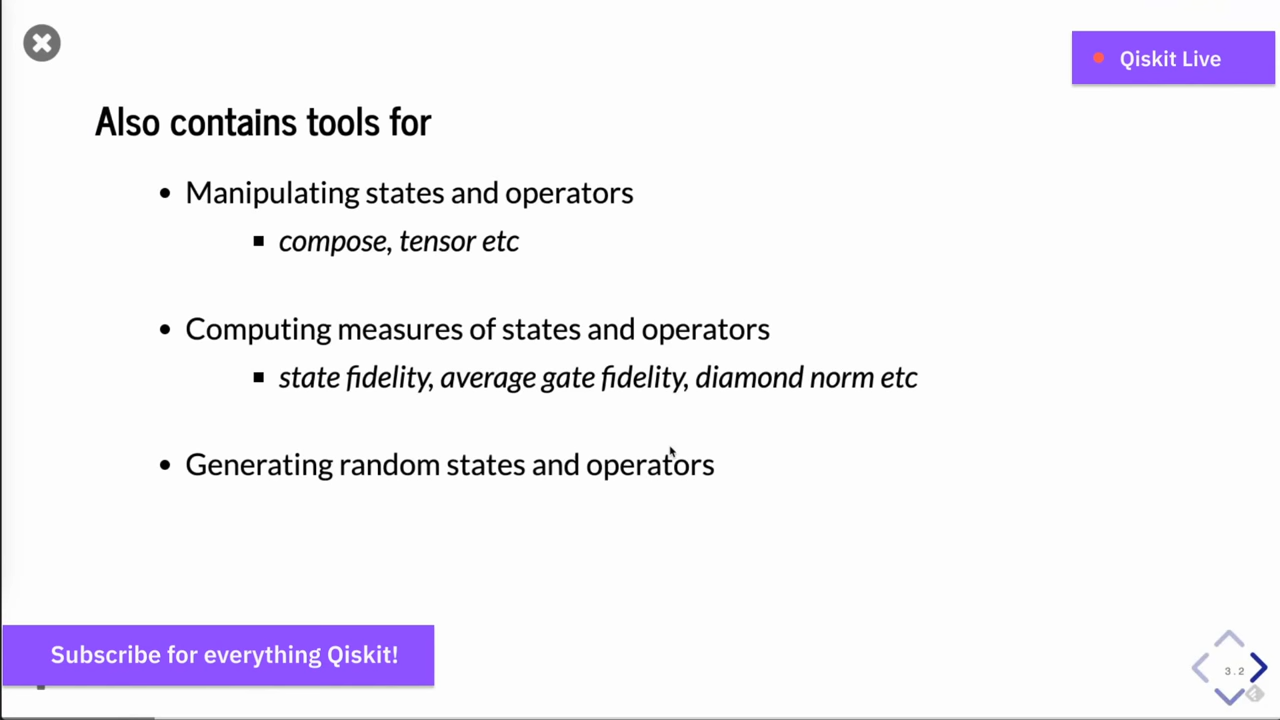 Qiskit Live
Also contains tools for
Manipulating states and operators
compose, tensor etc
Computing measures of states and operators
state fidelity, average gate fidelity, diamond norm etc
Generating random states and operators
Subscribe for everything Qiskit!
3.2